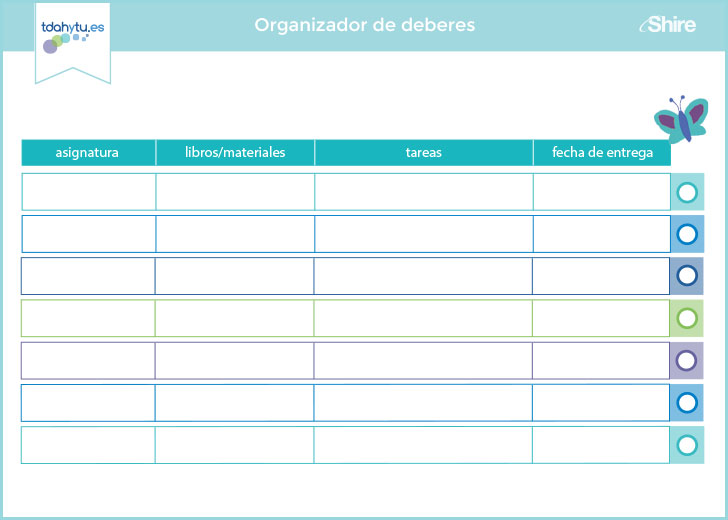 tdahytu.es
Organizador de deberes
Shire
asignatura libros/materiales tareas fecha de entrega